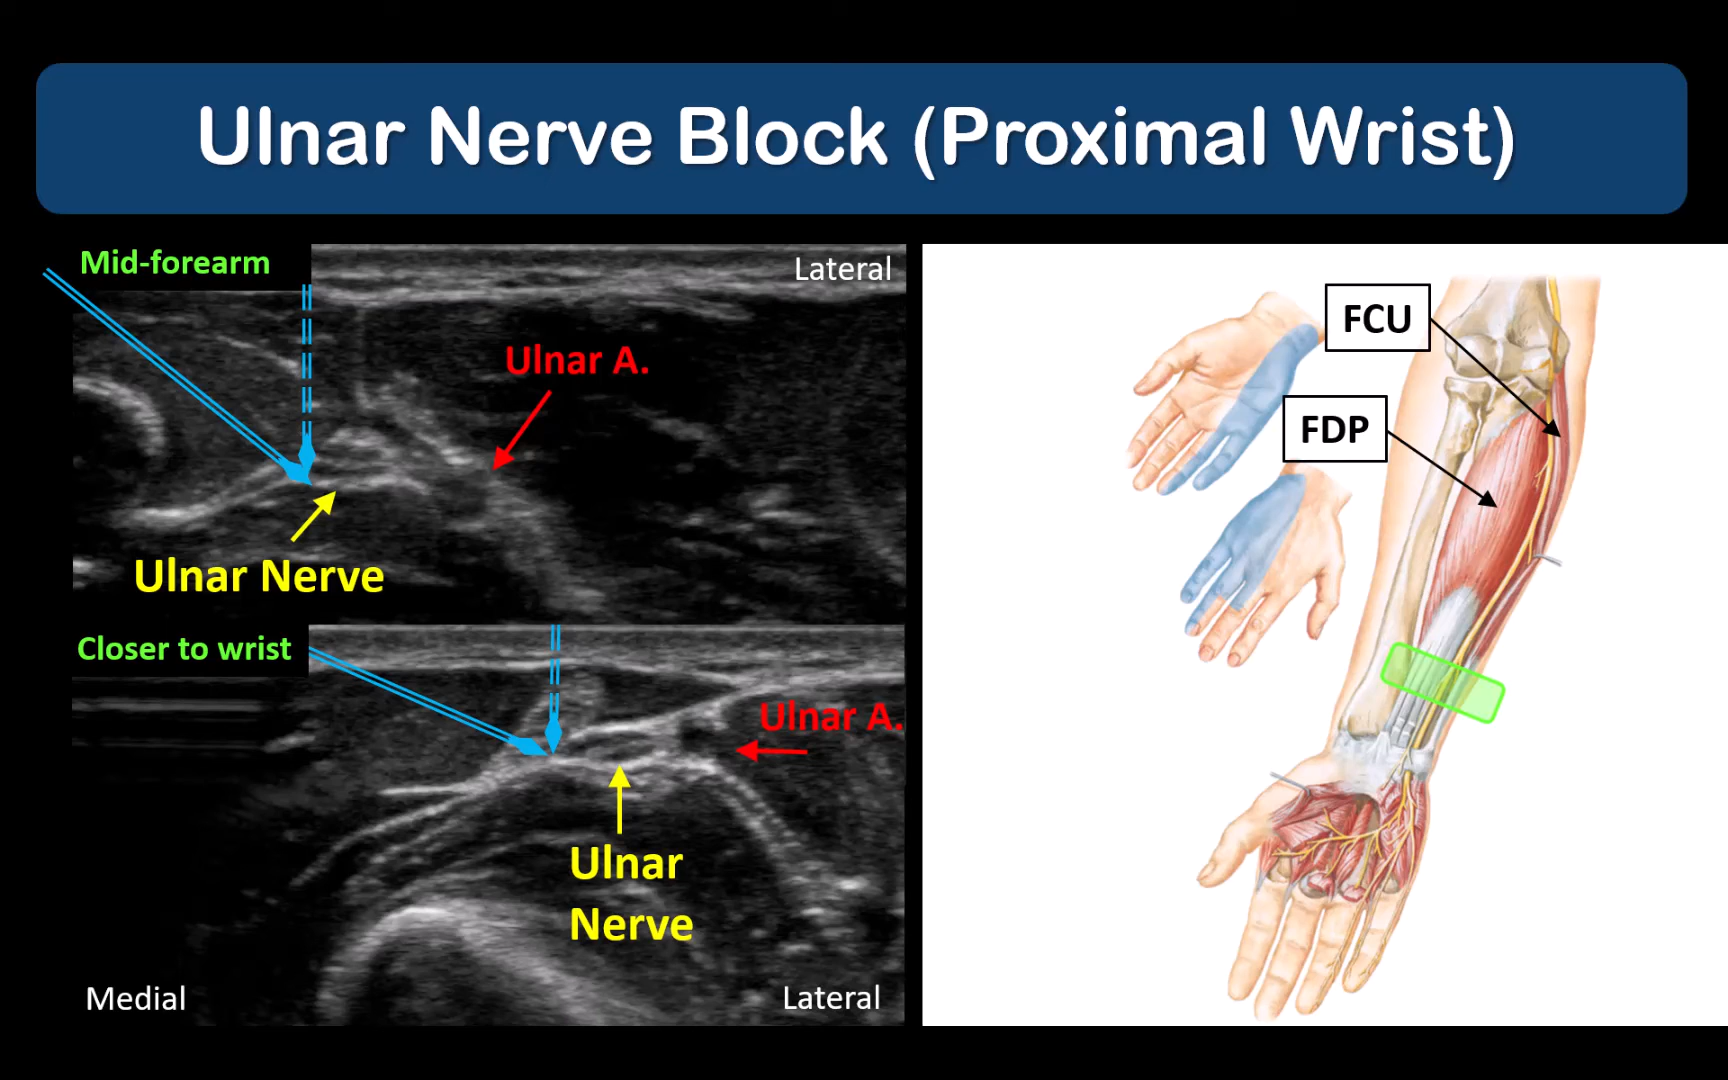 Ulnar Nerve Block (Proximal Wrist)
Mid-forearm
Lateral
Ulnar A.
Ulnar Nerve
Closer to wrist
Ulnar A.
Ulnar
Nerve
Medial
Lateral
FCU
FDP